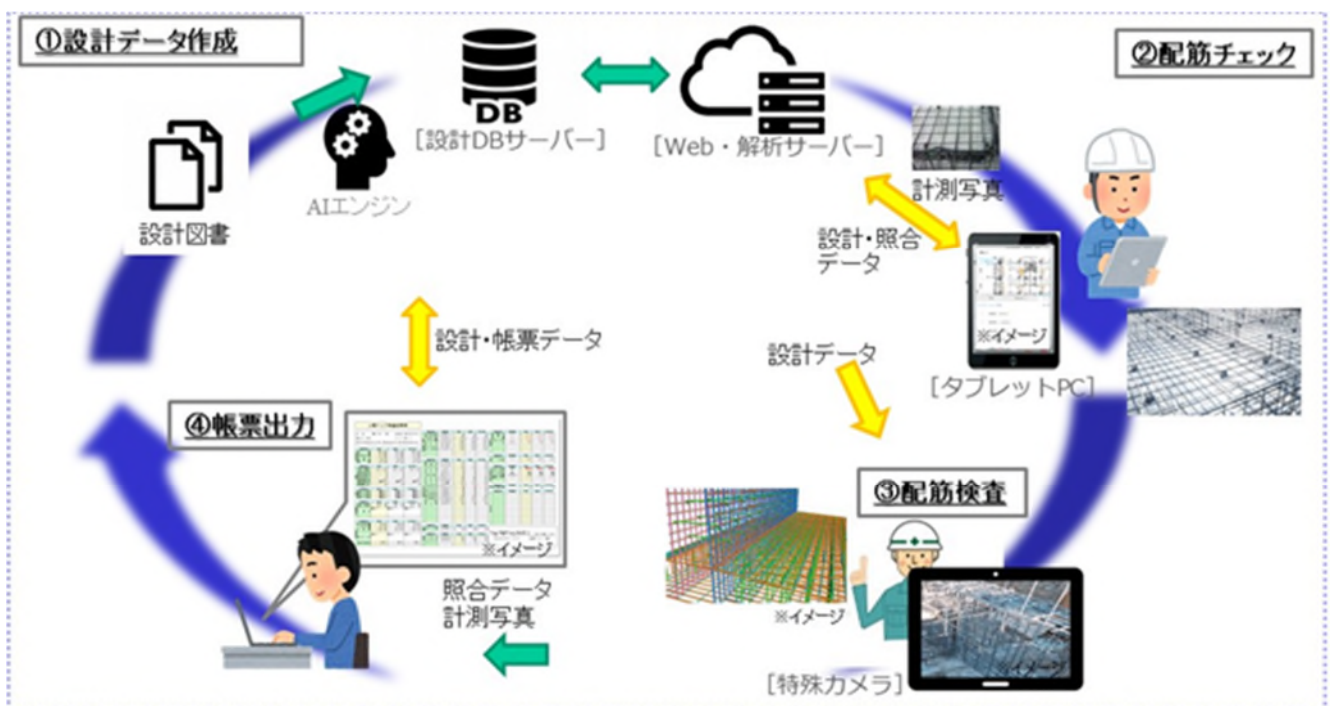 ①設計データ作成
②配筋チェック
DB
[設計DBサーバー]
[Web・解析サーバー]
計測写真
AIエンジン
設計図書
設計・照合
データ
※イメージ
[タブレットPC]
設計・帳票データ
設計データ
④帳票出力
※イメージ
③配筋検査
※イメージ
照合データ
計測写真
※イメージ
[特殊カメラ]